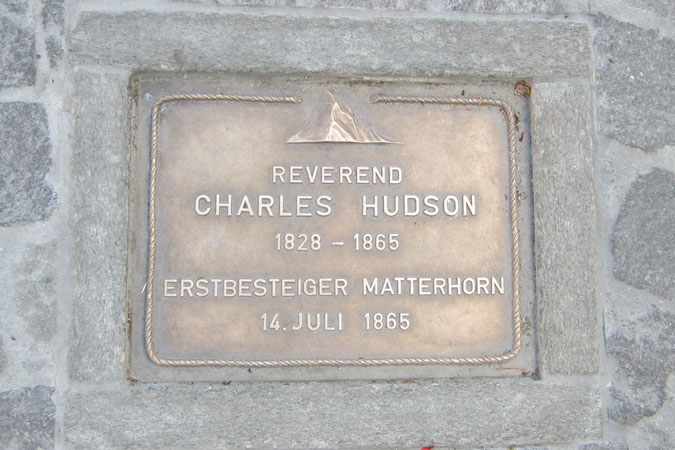 REVEREND
CHARLES HUDSON
1828 - 1865
ERSTBESTEIGER MATTERHORN
14. JULI 1865